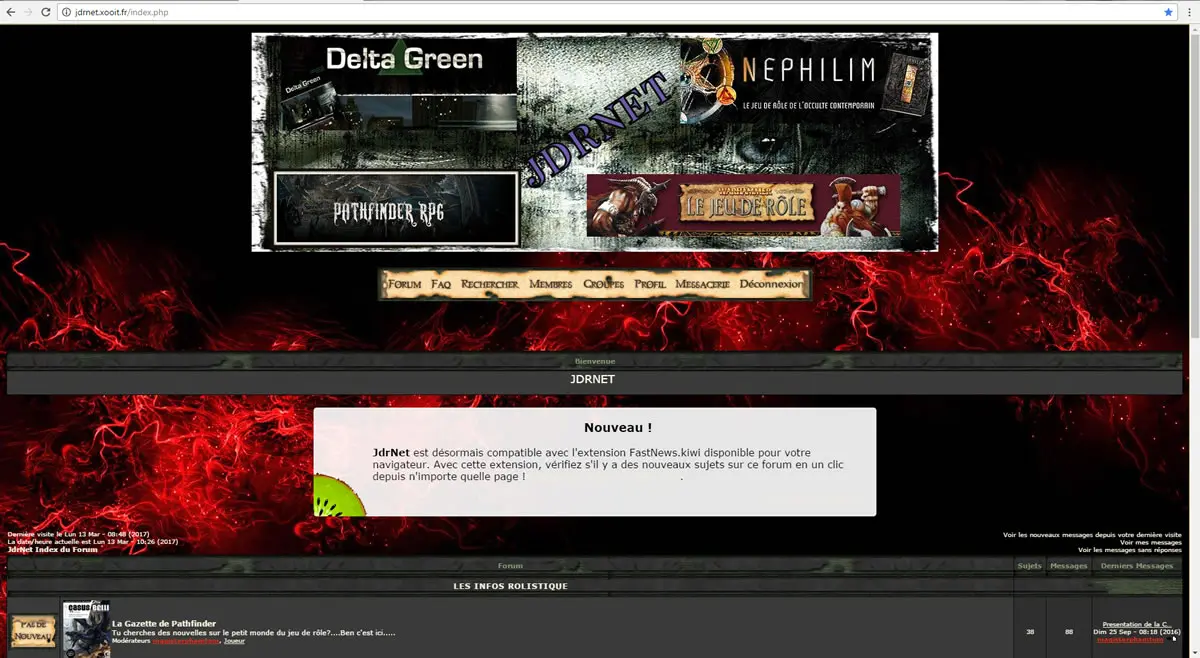 jdrnet.xooit.fr/index.php
Delta Green
Delta Green
NEPHILIM
LE JEU DE RÔLE DE L'OCCULTE CONTEMPORAIN
JDRNET
PATHFINDER RPG
WARHAMMER
LE JEU DE RÔLE
Forum Faq Rechercher Membres Groupes Profil Messagerie Déconnexion
Bienvenue
JDRNET
Nouveau !
JdrNet est désormais compatible avec l'extension FastNews.kiwi disponible pour votre
navigateur. Avec cette extension, vérifiez s'il y a des nouveaux sujets sur ce forum en un clic
depuis n'importe quelle page !
.
Dernière visite le Lun 13 Mar - 08:48 (2017)
La date/heure actuelle est Lun 13 Mar - 10:26 (2017)
JdrNet Index du Forum
Voir les nouveaux messages depuis votre dernière visite
Voir mes messages
Voir les messages sans réponses
Forum Sujets Messages Derniers Messages
LES INFOS ROLISTIQUE
PAS DE
NOUVEAU
CASUS BELLI
La Gazette de Pathfinder
Tu cherches des nouvelles sur le petit monde du jeu de rôle?....Ben c'est ici.....
Modérateurs , Joueur
38
88
Presentation de la C...
Dim 25 Sep - 08:18 (2016)